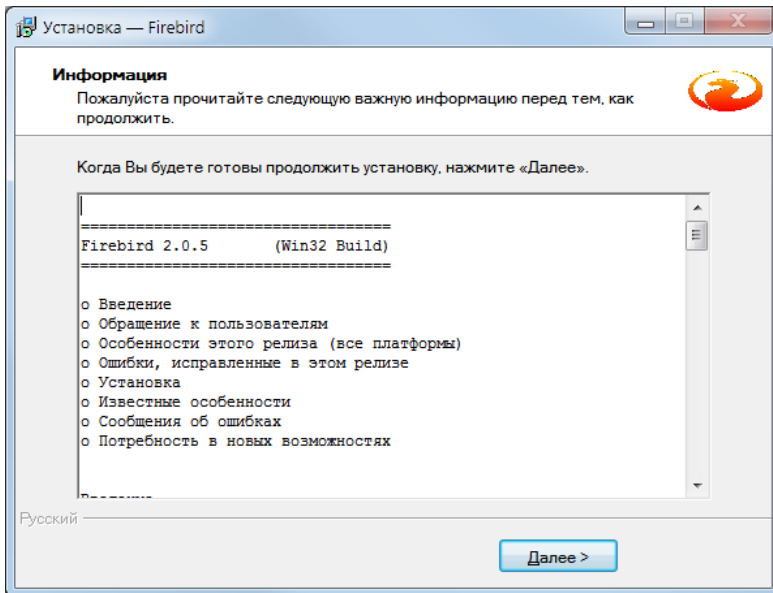 Установка — Firebird
Информация
Пожалуйста прочитайте следующую важную информацию перед тем, как
продолжить.
Когда Вы будете готовы продолжить установку, нажмите «Далее».
==================================
Firebird 2.0.5 (Win32 Build)
==================================
o Введение
o Обращение к пользователям
o Особенности этого релиза (все платформы)
o Ошибки, исправленные в этом релизе
o Установка
o Известные особенности
o Сообщения об ошибках
o Потребность в новых возможностях
Русский
Далее >